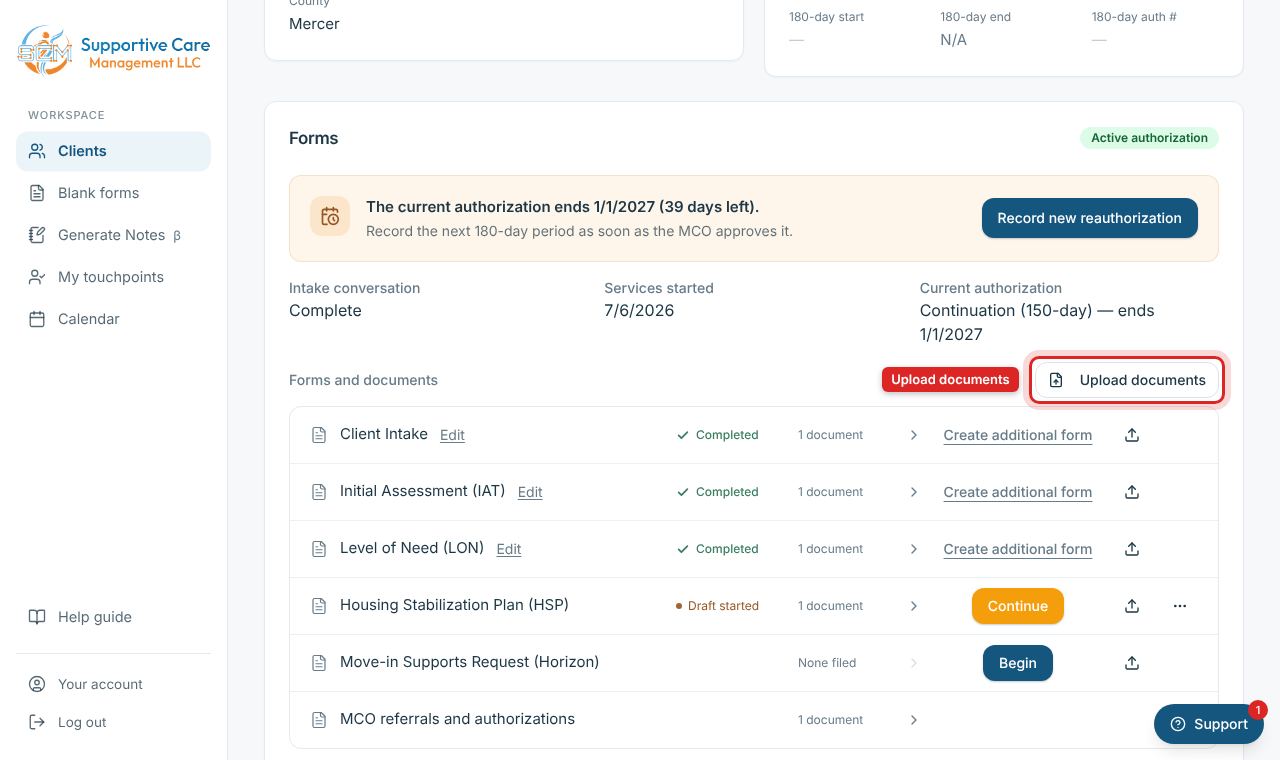 SCM Supportive Care
Management LLC
WORKSPACE
Clients
Blank forms
Generate Notes β
My touchpoints
Calendar
Help guide
Your account
Log out
County
Mercer
180-day start
180-day end
180-day auth #
—
N/A
—
Forms
Active authorization
The current authorization ends 1/1/2027 (39 days left).
Record the next 180-day period as soon as the MCO approves it.
Record new reauthorization
Intake conversation
Complete
Services started
7/6/2026
Current authorization
Continuation (150-day) — ends
1/1/2027
Forms and documents
Upload documents
Upload documents
Client Intake Edit Completed 1 document Create additional form
Initial Assessment (IAT) Edit Completed 1 document Create additional form
Level of Need (LON) Edit Completed 1 document Create additional form
Housing Stabilization Plan (HSP) Draft started 1 document Continue
Move-in Supports Request (Horizon) None filed Begin
MCO referrals and authorizations 1 document
Support 1